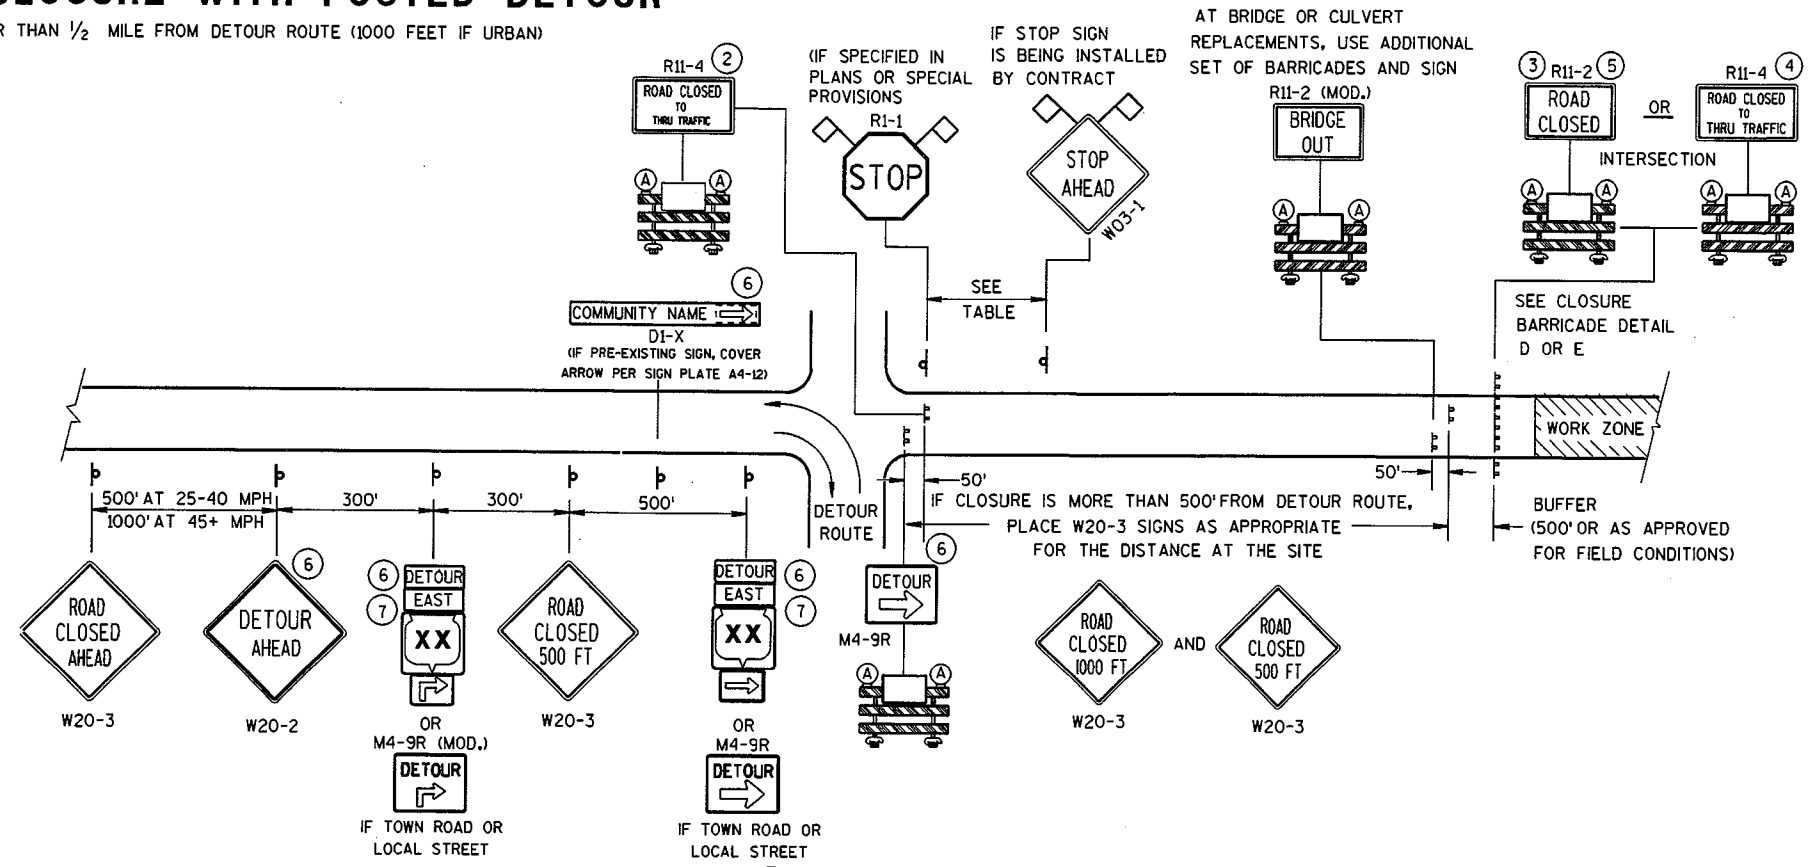 CLOSURE WITH POSTED DETOUR
R THAN 1/2 MILE FROM DETOUR ROUTE (1000 FEET IF URBAN)
R11-4 2
ROAD CLOSED
TO
THRU TRAFFIC
A A
(IF SPECIFIED IN
PLANS OR SPECIAL
PROVISIONS
R1-1
STOP
IF STOP SIGN
IS BEING INSTALLED
BY CONTRACT
STOP
AHEAD
WO3-1
AT BRIDGE OR CULVERT
REPLACEMENTS, USE ADDITIONAL
SET OF BARRICADES AND SIGN
R11-2 (MOD.)
BRIDGE
OUT
A A
3 R11-2 5
ROAD
CLOSED
OR
R11-4 4
ROAD CLOSED
TO
THRU TRAFFIC
INTERSECTION
A A
A A
6
COMMUNITY NAME
D1-X
(IF PRE-EXISTING SIGN, COVER
ARROW PER SIGN PLATE A4-12)
SEE
TABLE
SEE CLOSURE
BARRICADE DETAIL
D OR E
WORK ZONE
500' AT 25-40 MPH
1000' AT 45+ MPH
300'
300'
500'
DETOUR
ROUTE
50'
50'
IF CLOSURE IS MORE THAN 500' FROM DETOUR ROUTE,
PLACE W20-3 SIGNS AS APPROPRIATE
FOR THE DISTANCE AT THE SITE
BUFFER
(500' OR AS APPROVED
FOR FIELD CONDITIONS)
ROAD
CLOSED
AHEAD
W20-3
6
DETOUR
AHEAD
W20-2
6 DETOUR
7 EAST
XX
OR
M4-9R (MOD.)
DETOUR
IF TOWN ROAD OR
LOCAL STREET
ROAD
CLOSED
500 FT
W20-3
DETOUR 6
EAST 7
XX
OR
M4-9R
DETOUR
IF TOWN ROAD OR
LOCAL STREET
6
DETOUR
M4-9R
A A
ROAD
CLOSED
1000 FT
W20-3
AND
ROAD
CLOSED
500 FT
W20-3